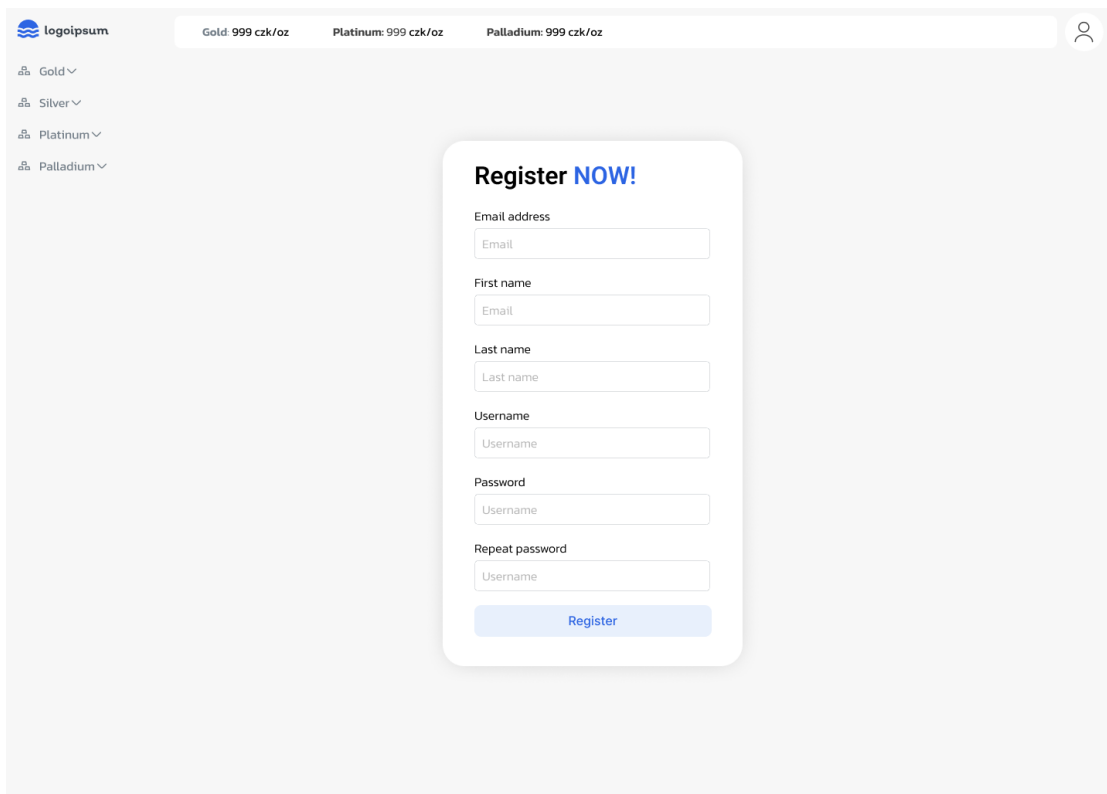 logoipsum
Gold: 999 czk/oz Platinum: 999 czk/oz Palladium: 999 czk/oz
Gold
Silver
Platinum
Palladium
Register NOW!
Email address
Email
First name
Email
Last name
Last name
Username
Username
Password
Username
Repeat password
Username
Register